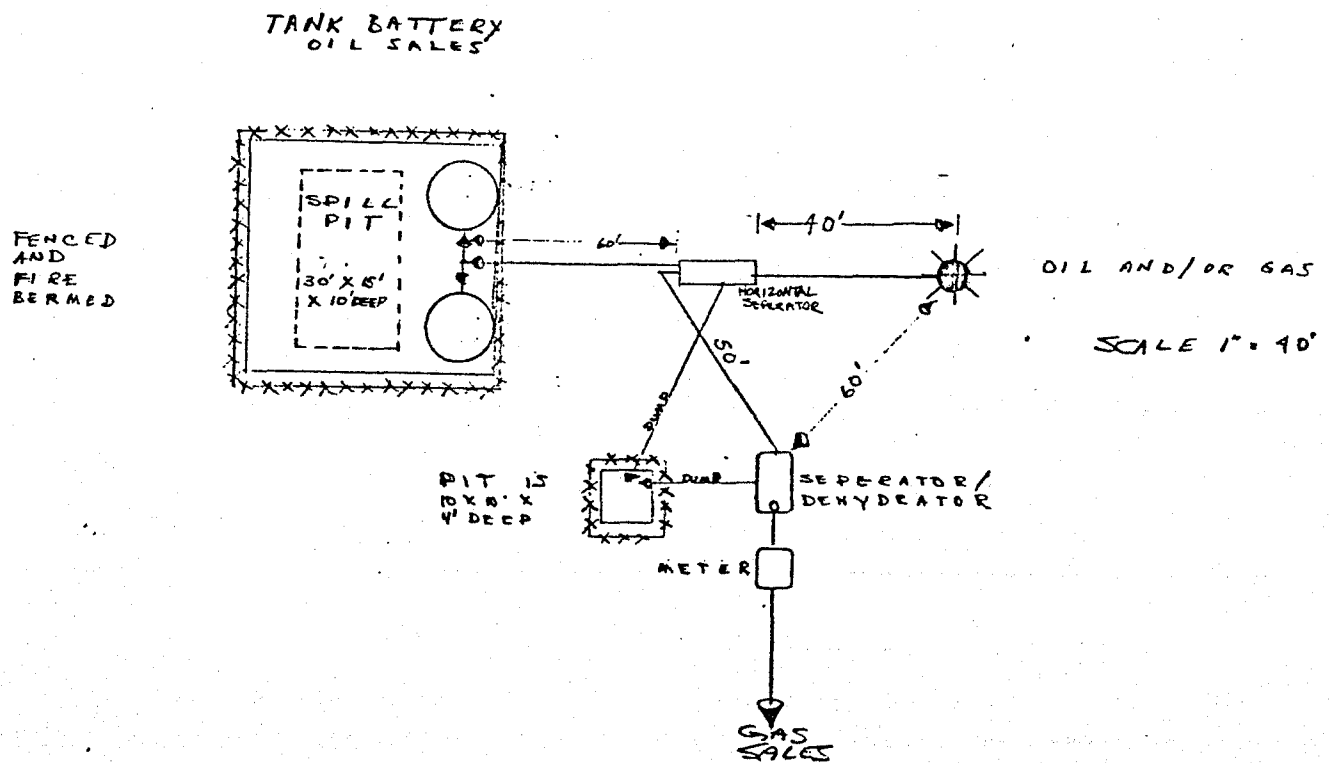 TANK BATTERY
OIL SALES
SPILL
PIT
30' X 15'
X 10' DEEP
FENCED
AND
FIRE
BERMED
60'
40'
HORIZONTAL
SEPERATOR
OIL AND/OR GAS
SCALE 1" = 40'
50'
60'
DUMP
PIT IS
10 X 10' X
4' DEEP
DUMP
SEPERATOR/
DEHYDRATOR
METER
GAS
SALES